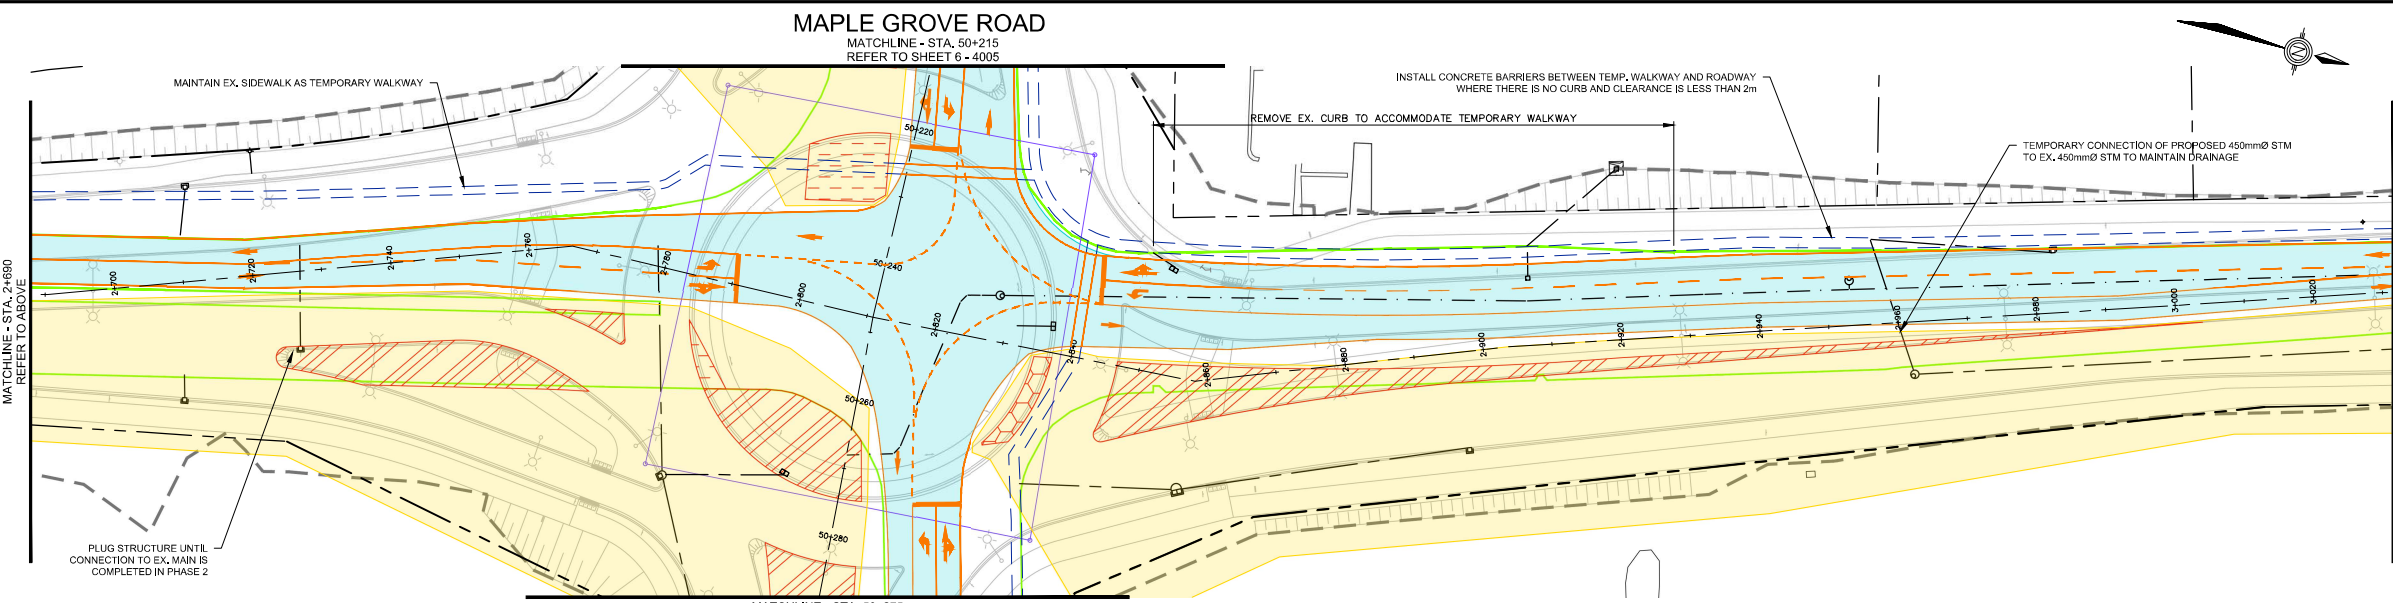 MAPLE GROVE ROAD
MATCHLINE - STA. 50+215
REFER TO SHEET 6 - 4005
MAINTAIN EX. SIDEWALK AS TEMPORARY WALKWAY
INSTALL CONCRETE BARRIERS BETWEEN TEMP. WALKWAY AND ROADWAY
WHERE THERE IS NO CURB AND CLEARANCE IS LESS THAN 2m
REMOVE EX. CURB TO ACCOMMODATE TEMPORARY WALKWAY
TEMPORARY CONNECTION OF PROPOSED 450mmØ STM
TO EX. 450mmØ STM TO MAINTAIN DRAINAGE
N
MATCHLINE - STA. 2+690
REFER TO ABOVE
2+700
2+720
2+740
2+760
2+780
2+800
2+820
2+840
2+860
2+880
2+900
2+920
2+940
2+960
2+980
3+000
3+020
50+220
50+240
50+260
50+280
PLUG STRUCTURE UNTIL
CONNECTION TO EX. MAIN IS
COMPLETED IN PHASE 2